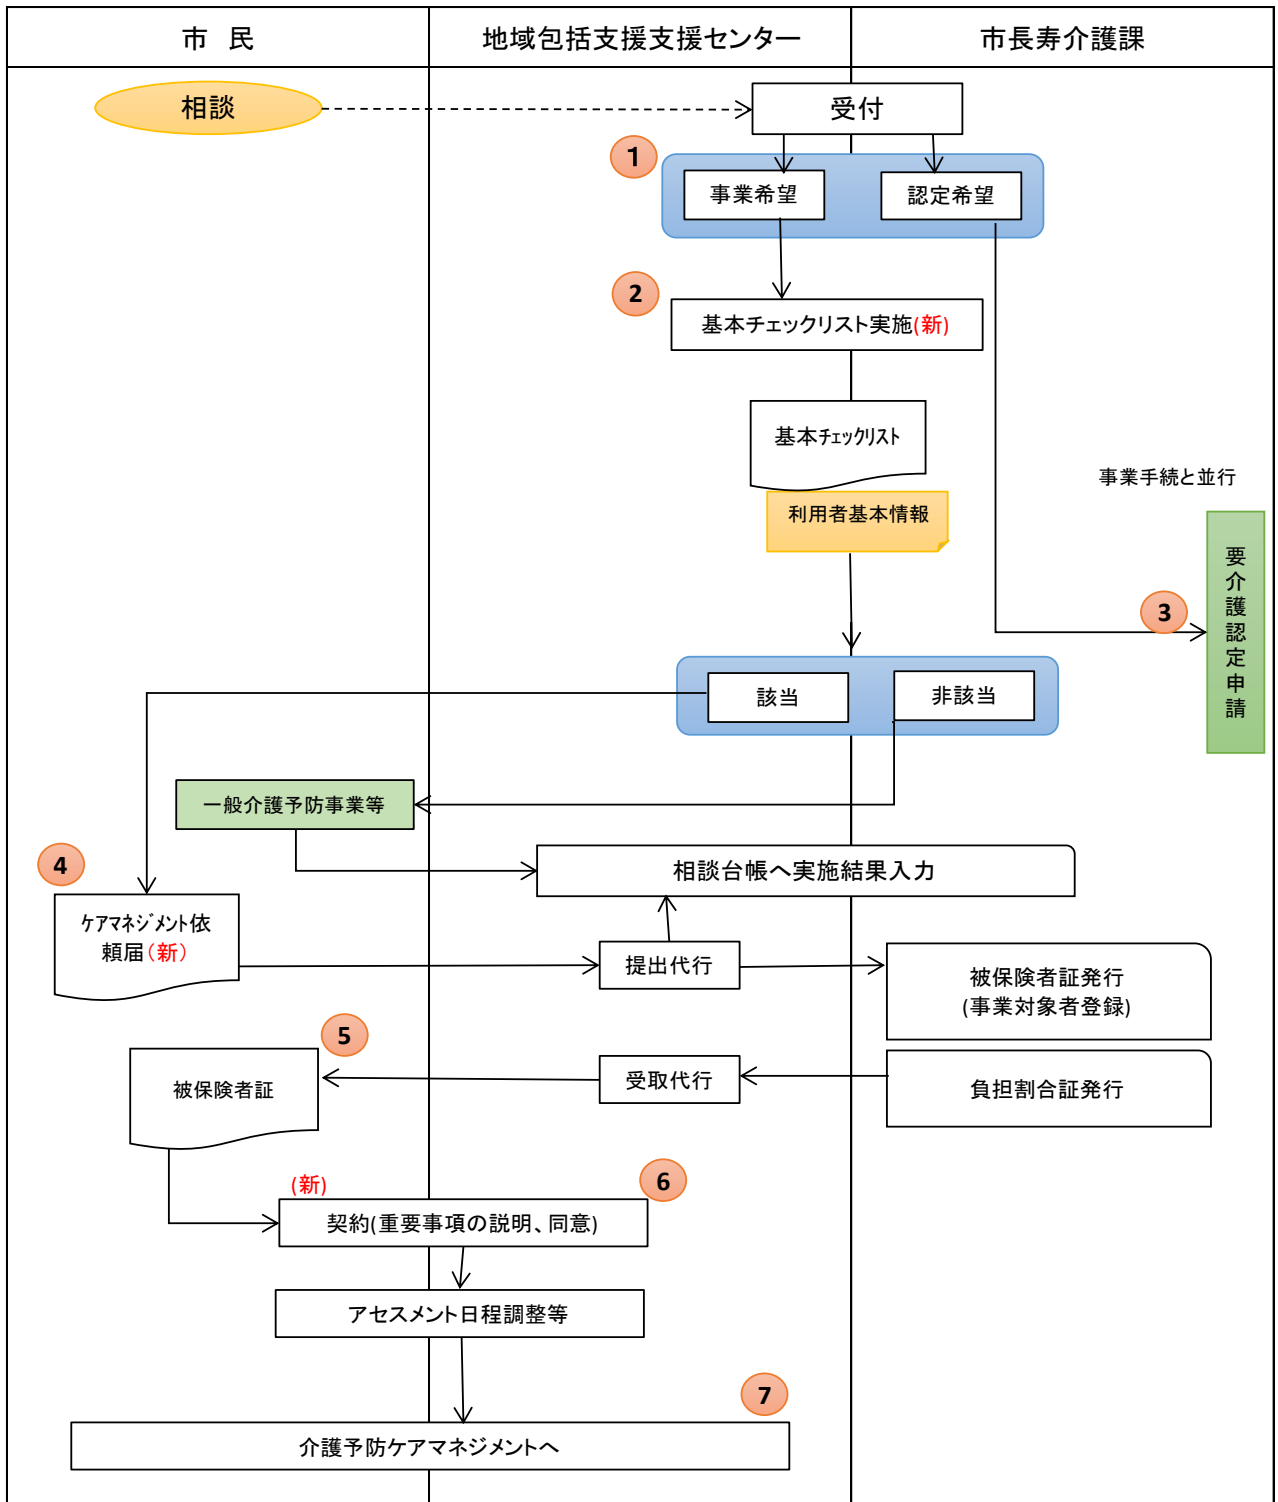 市　民
地域包括支援支援センター
市長寿介護課
相談
受付
1
事業希望
認定希望
2
基本チェックリスト実施(新)
基本ﾁｪｯｸﾘｽﾄ
事業手続と並行
利用者基本情報
要介護認定申請
3
該当
非該当
一般介護予防事業等
4
相談台帳へ実施結果入力
ｹｱﾏﾈｼﾞﾒﾝﾄ依
頼届（新）
提出代行
被保険者証発行
(事業対象者登録)
5
被保険者証
受取代行
負担割合証発行
(新)
6
契約(重要事項の説明、同意)
アセスメント日程調整等
7
介護予防ケアマネジメントへ